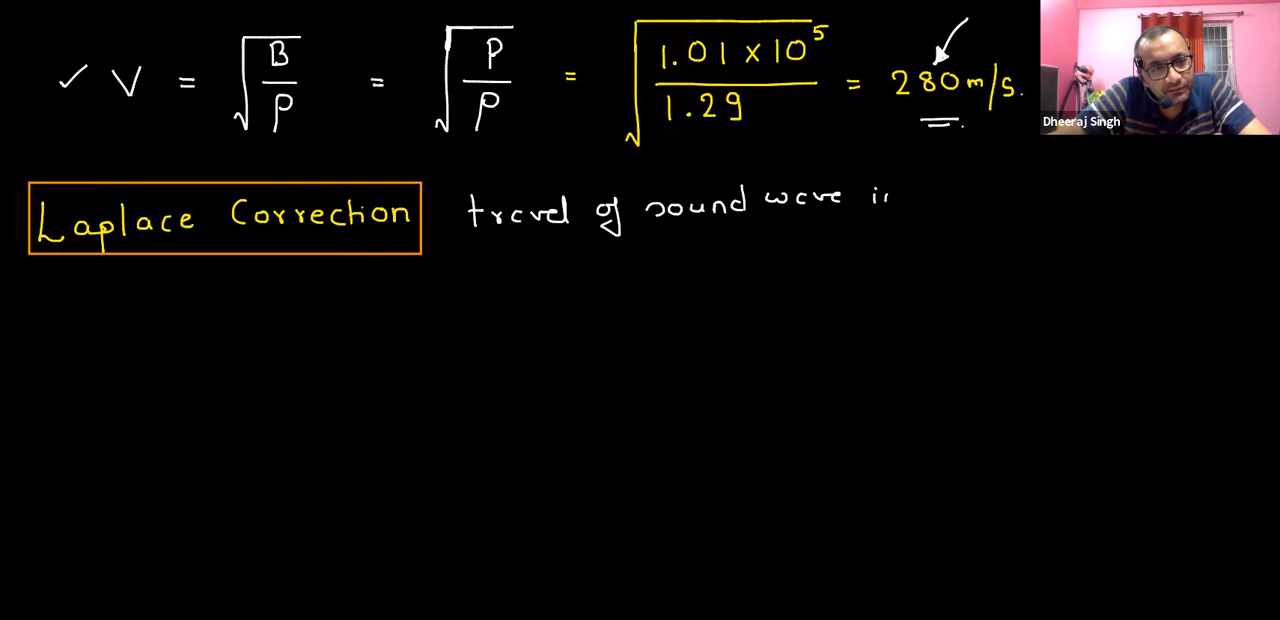 ✓ V = √(B/ρ) = √(P/ρ) = √(1.01 × 10⁵/1.29) = 280 m/s.
Dheeraj Singh
Laplace Correction travel of sound wave i